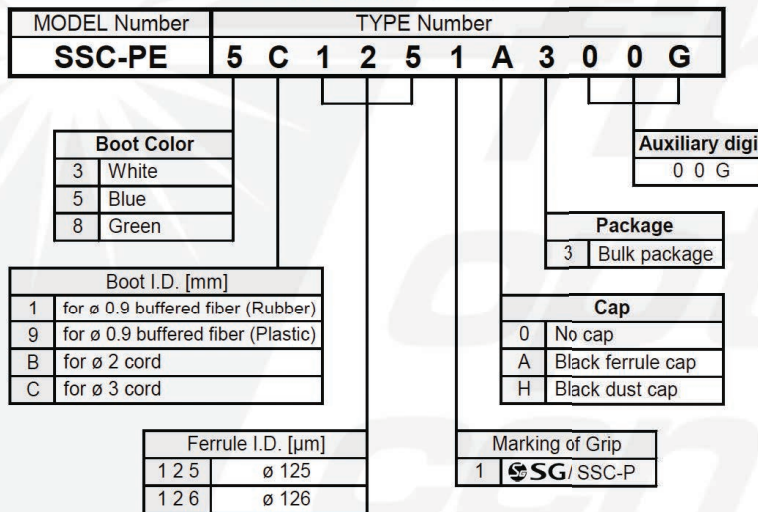 MODEL Number TYPE Number
SSC-PE 5 C 1 2 5 1 A 3 0 0 G
Boot Color
3 White
5 Blue
8 Green
Auxiliary digi
0 0 G
Package
3 Bulk package
Boot I.D. [mm]
1 for ø 0.9 buffered fiber (Rubber)
9 for ø 0.9 buffered fiber (Plastic)
B for ø 2 cord
C for ø 3 cord
Cap
0 No cap
A Black ferrule cap
H Black dust cap
Ferrule I.D. [µm]
1 2 5 ø 125
1 2 6 ø 126
Marking of Grip
1 SG SG/ SSC-P